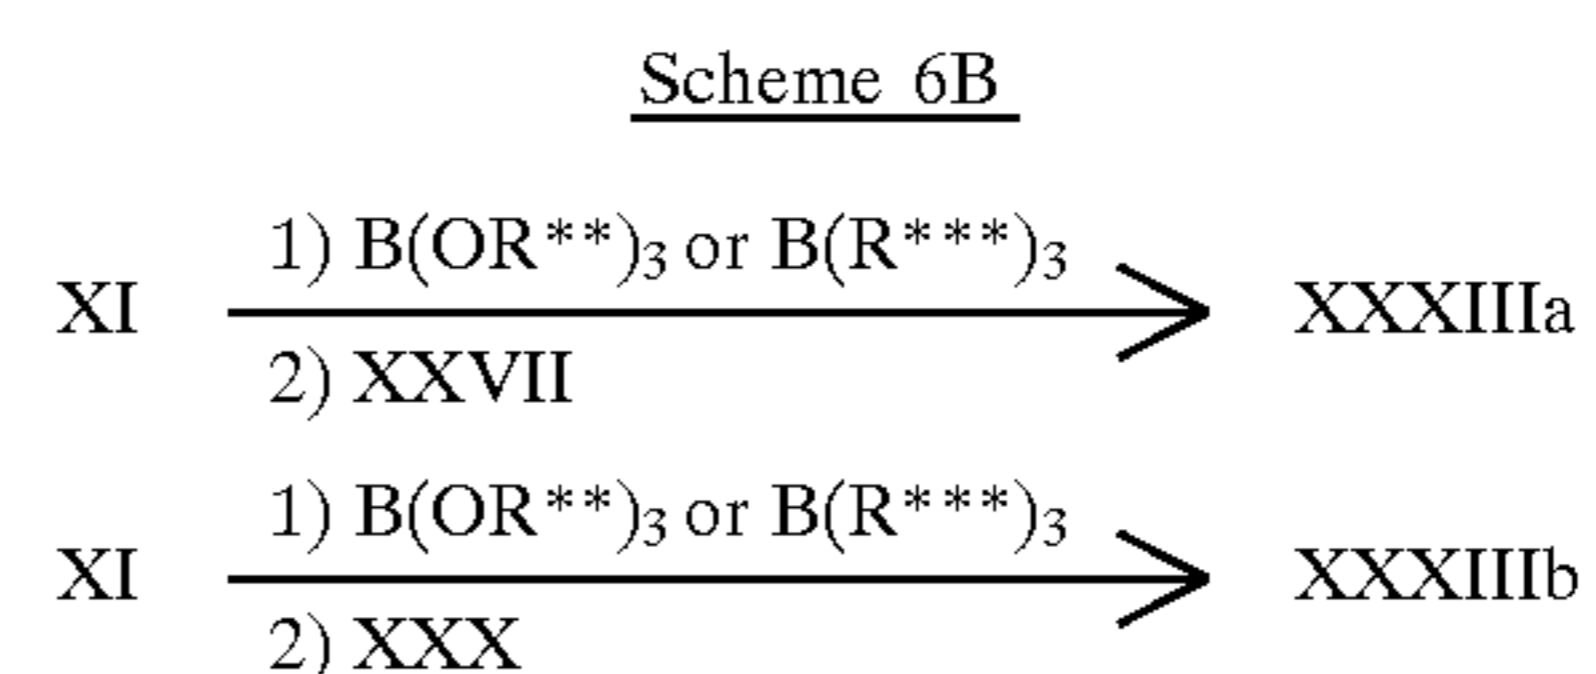 Scheme 6B
1) B(OR**)3 or B(R***)3
XI XXXIIIa
2) XXVII
1) B(OR**)3 or B(R***)3
XI XXXIIIb
2) XXX